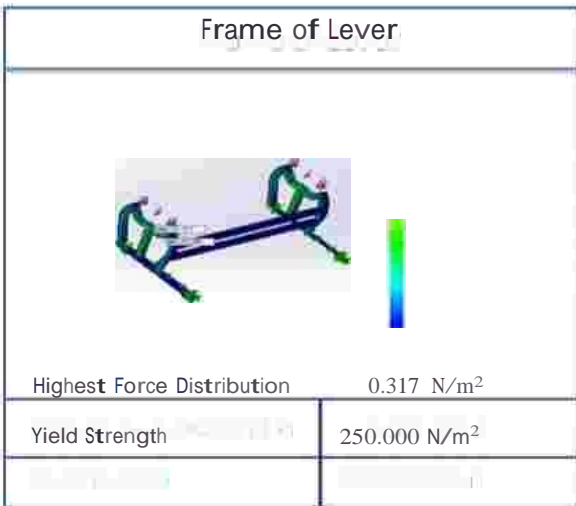 Frame of Lever
Highest Force Distribution 0.317 N/m²
Yield Strength 250.000 N/m²